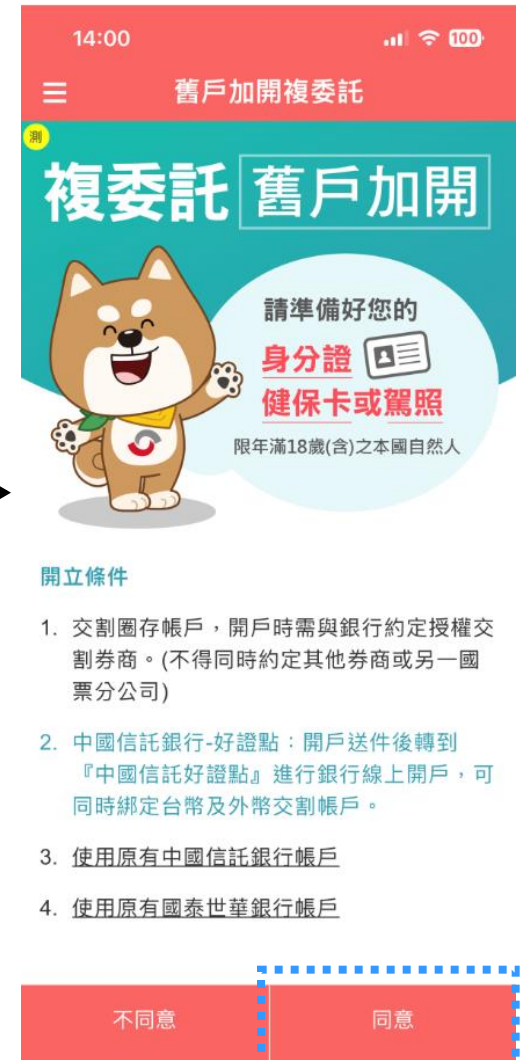 14:00
100
舊戶加開複委託
測
複委託 舊戶加開
請準備好您的
身分證
健保卡或駕照
限年滿18歲(含)之本國自然人
開立條件
1. 交割圈存帳戶，開戶時需與銀行約定授權交
割券商。(不得同時約定其他券商或另一國
票分公司)
2. 中國信託銀行-好證點：開戶送件後轉到
『中國信託好證點』進行銀行線上開戶，可
同時綁定台幣及外幣交割帳戶。
3. 使用原有中國信託銀行帳戶
4. 使用原有國泰世華銀行帳戶
不同意
同意